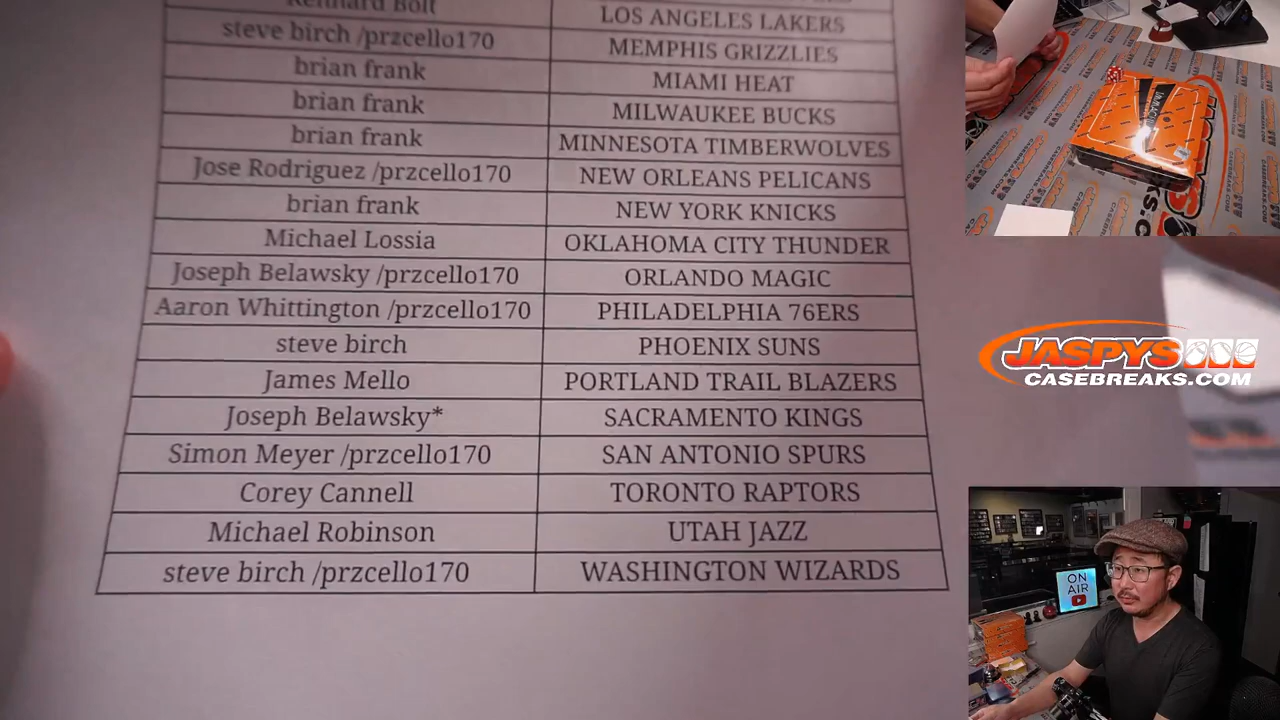 Kennard Bolt
LOS ANGELES LAKERS
steve birch /przcello170 MEMPHIS GRIZZLIES
brian frank MIAMI HEAT
brian frank MILWAUKEE BUCKS
brian frank MINNESOTA TIMBERWOLVES
Jose Rodriguez /przcello170 NEW ORLEANS PELICANS
brian frank NEW YORK KNICKS
Michael Lossia OKLAHOMA CITY THUNDER
Joseph Belawsky /przcello170 ORLANDO MAGIC
Aaron Whittington /przcello170 PHILADELPHIA 76ERS
steve birch PHOENIX SUNS
James Mello PORTLAND TRAIL BLAZERS
Joseph Belawsky* SACRAMENTO KINGS
Simon Meyer /przcello170 SAN ANTONIO SPURS
Corey Cannell TORONTO RAPTORS
Michael Robinson UTAH JAZZ
steve birch /przcello170 WASHINGTON WIZARDS
JASPYS
CASEBREAKS.COM
ON
AIR